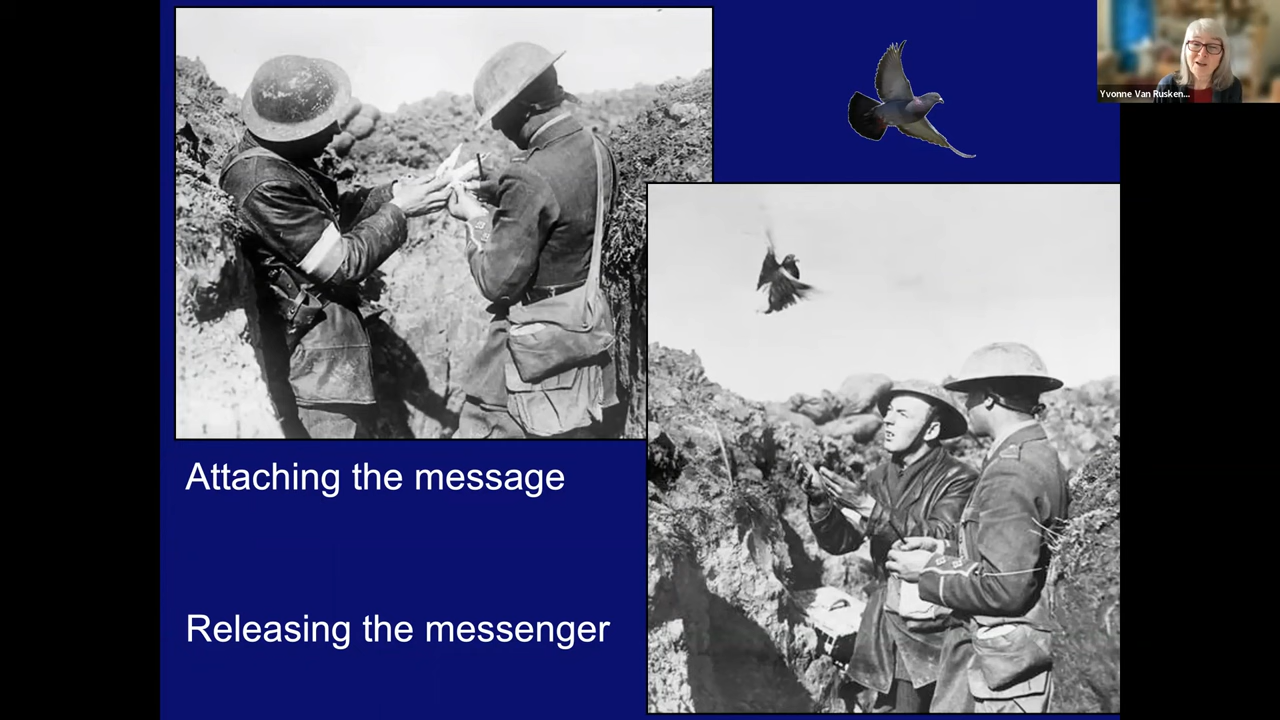 Yvonne Van Rusken...
Attaching the message
Releasing the messenger